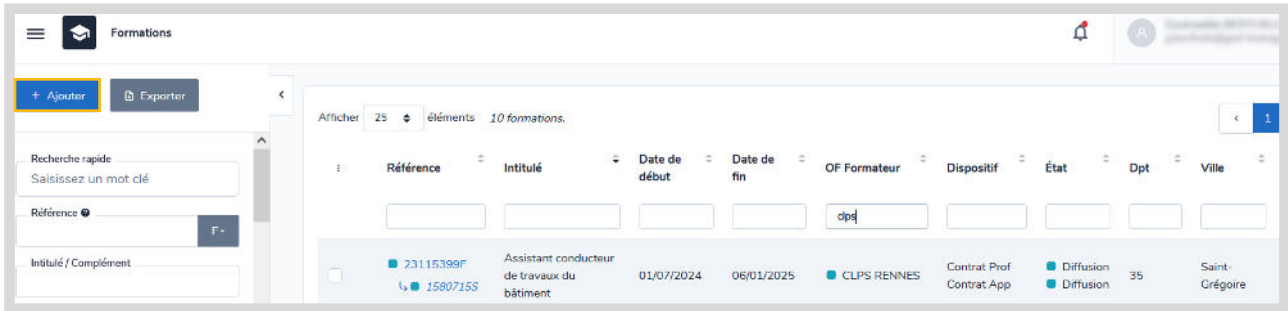 Formations
A
+ Ajouter
Exporter
Afficher 25 éléments 10 formations.
1
Recherche rapide
Saisissez un mot clé
Référence
F
Intitulé / Complément
Référence Intitulé Date de début Date de fin OF Formateur Dispositif État Dpt Ville
clps
23115399F
1580715S
Assistant conducteur
de travaux du
bâtiment
01/07/2024 06/01/2025 CLPS RENNES
Contrat Prof
Contrat App
Diffusion
Diffusion
35
Saint-
Grégoire